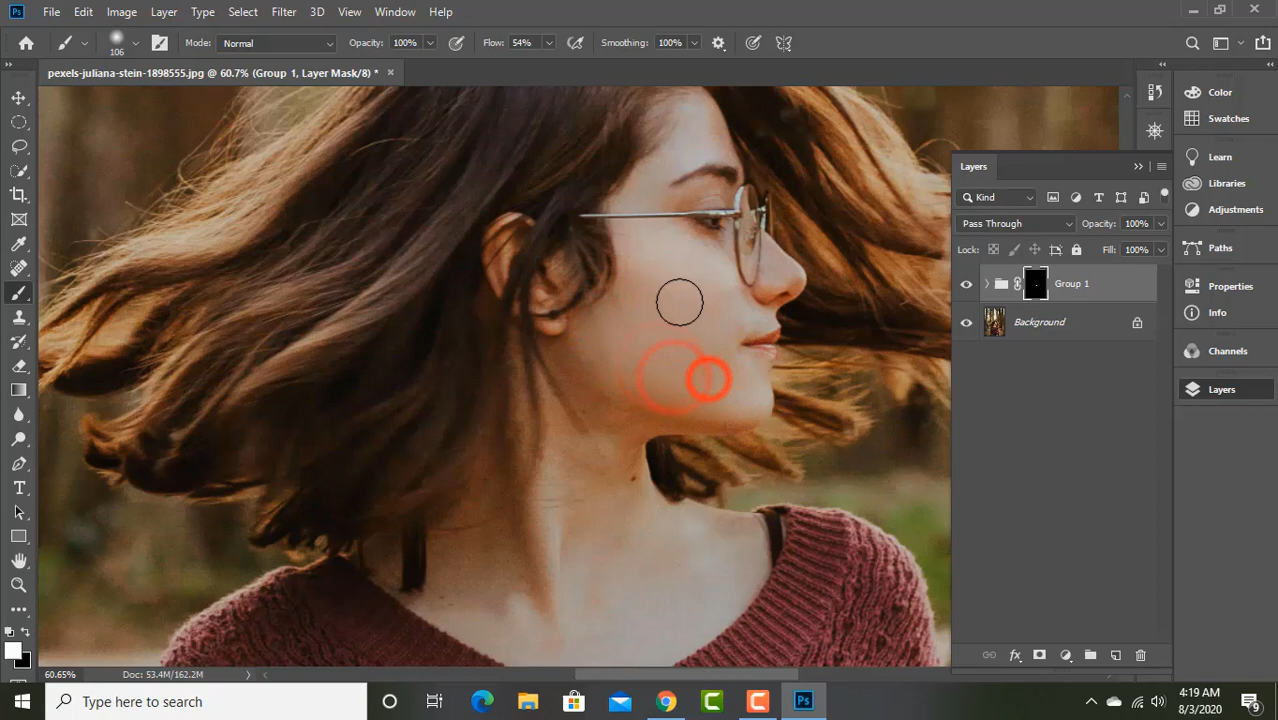 Ps File Edit Image Layer Type Select Filter 3D View Window Help
106 Mode: Normal Opacity: 100% Flow: 54% Smoothing: 100%
pexels-juliana-stein-1898555.jpg @ 60.7% (Group 1, Layer Mask/8) *
Color
Swatches
Learn
Libraries
Adjustments
Paths
Properties
Info
Channels
Layers
Layers
Kind
Pass Through Opacity: 100%
Lock: Fill: 100%
Group 1
Background
60.65% Doc: 53.4M/162.2M
Type here to search
Ps
4:19 AM
8/3/2020
9